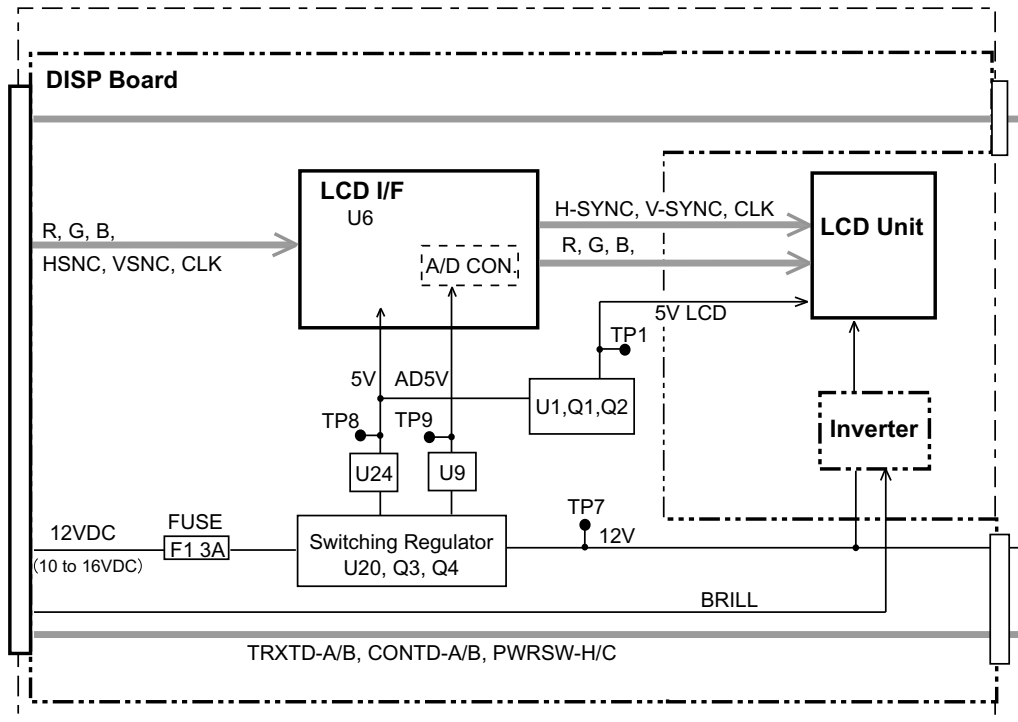 DISP Board
LCD I/F
U6
H-SYNC, V-SYNC, CLK
LCD Unit
R, G, B,
HSNC, VSNC, CLK
R, G, B,
A/D CON.
5V LCD
TP1
5V
AD5V
U1,Q1,Q2
TP8
TP9
Inverter
U24
U9
12VDC
(10 to 16VDC)
FUSE
F1 3A
Switching Regulator
U20, Q3, Q4
TP7
12V
BRILL
TRXTD-A/B, CONTD-A/B, PWRSW-H/C